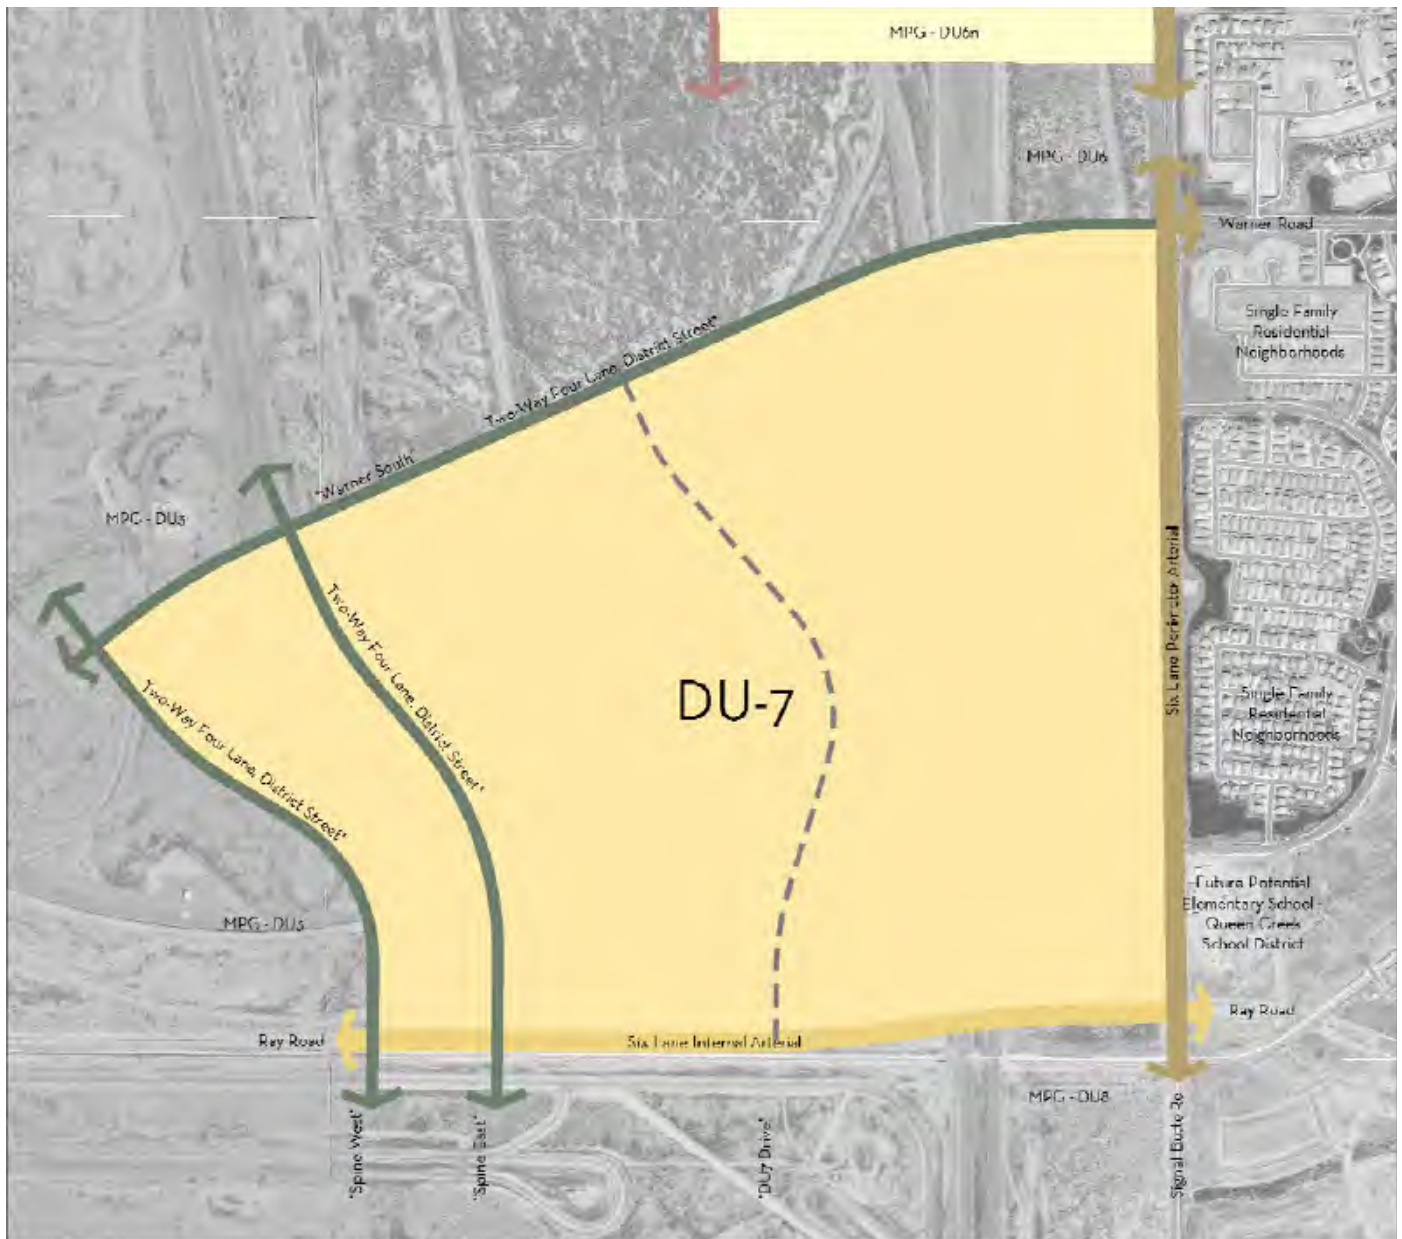 MPG - DU6n
MPG - DU6
Warner Road
Single Family
Residential
Neighborhoods
Two-Way Four Lane, District Street"
"Warner South"
MPG - DU5
Two-Way Four Lane, District Street"
Six Lane Perimeter Arterial
Two-Way Four Lane, District Street"
DU-7
Single Family
Residential
Neighborhoods
Future Potential
Elementary School -
Queen Creek
School District
MPG - DU5
Ray Road
Six Lane Internal Arterial
Ray Road
MPG - DU8
"Spine West"
"Spine East"
"DU7 Drive"
Signal Butte Rd